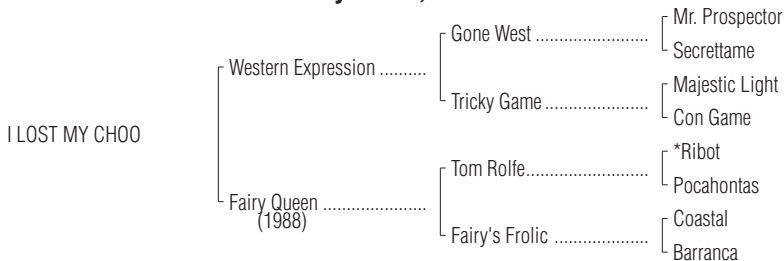 Mr. Prospector
Gone West ........................
Secrettame
Western Expression ..........
Majestic Light
Tricky Game ......................
Con Game
I LOST MY CHOO
*Ribot
Tom Rolfe..........................
Pocahontas
Fairy Queen ......................
(1988)
Coastal
Fairy's Frolic ....................
Barranca